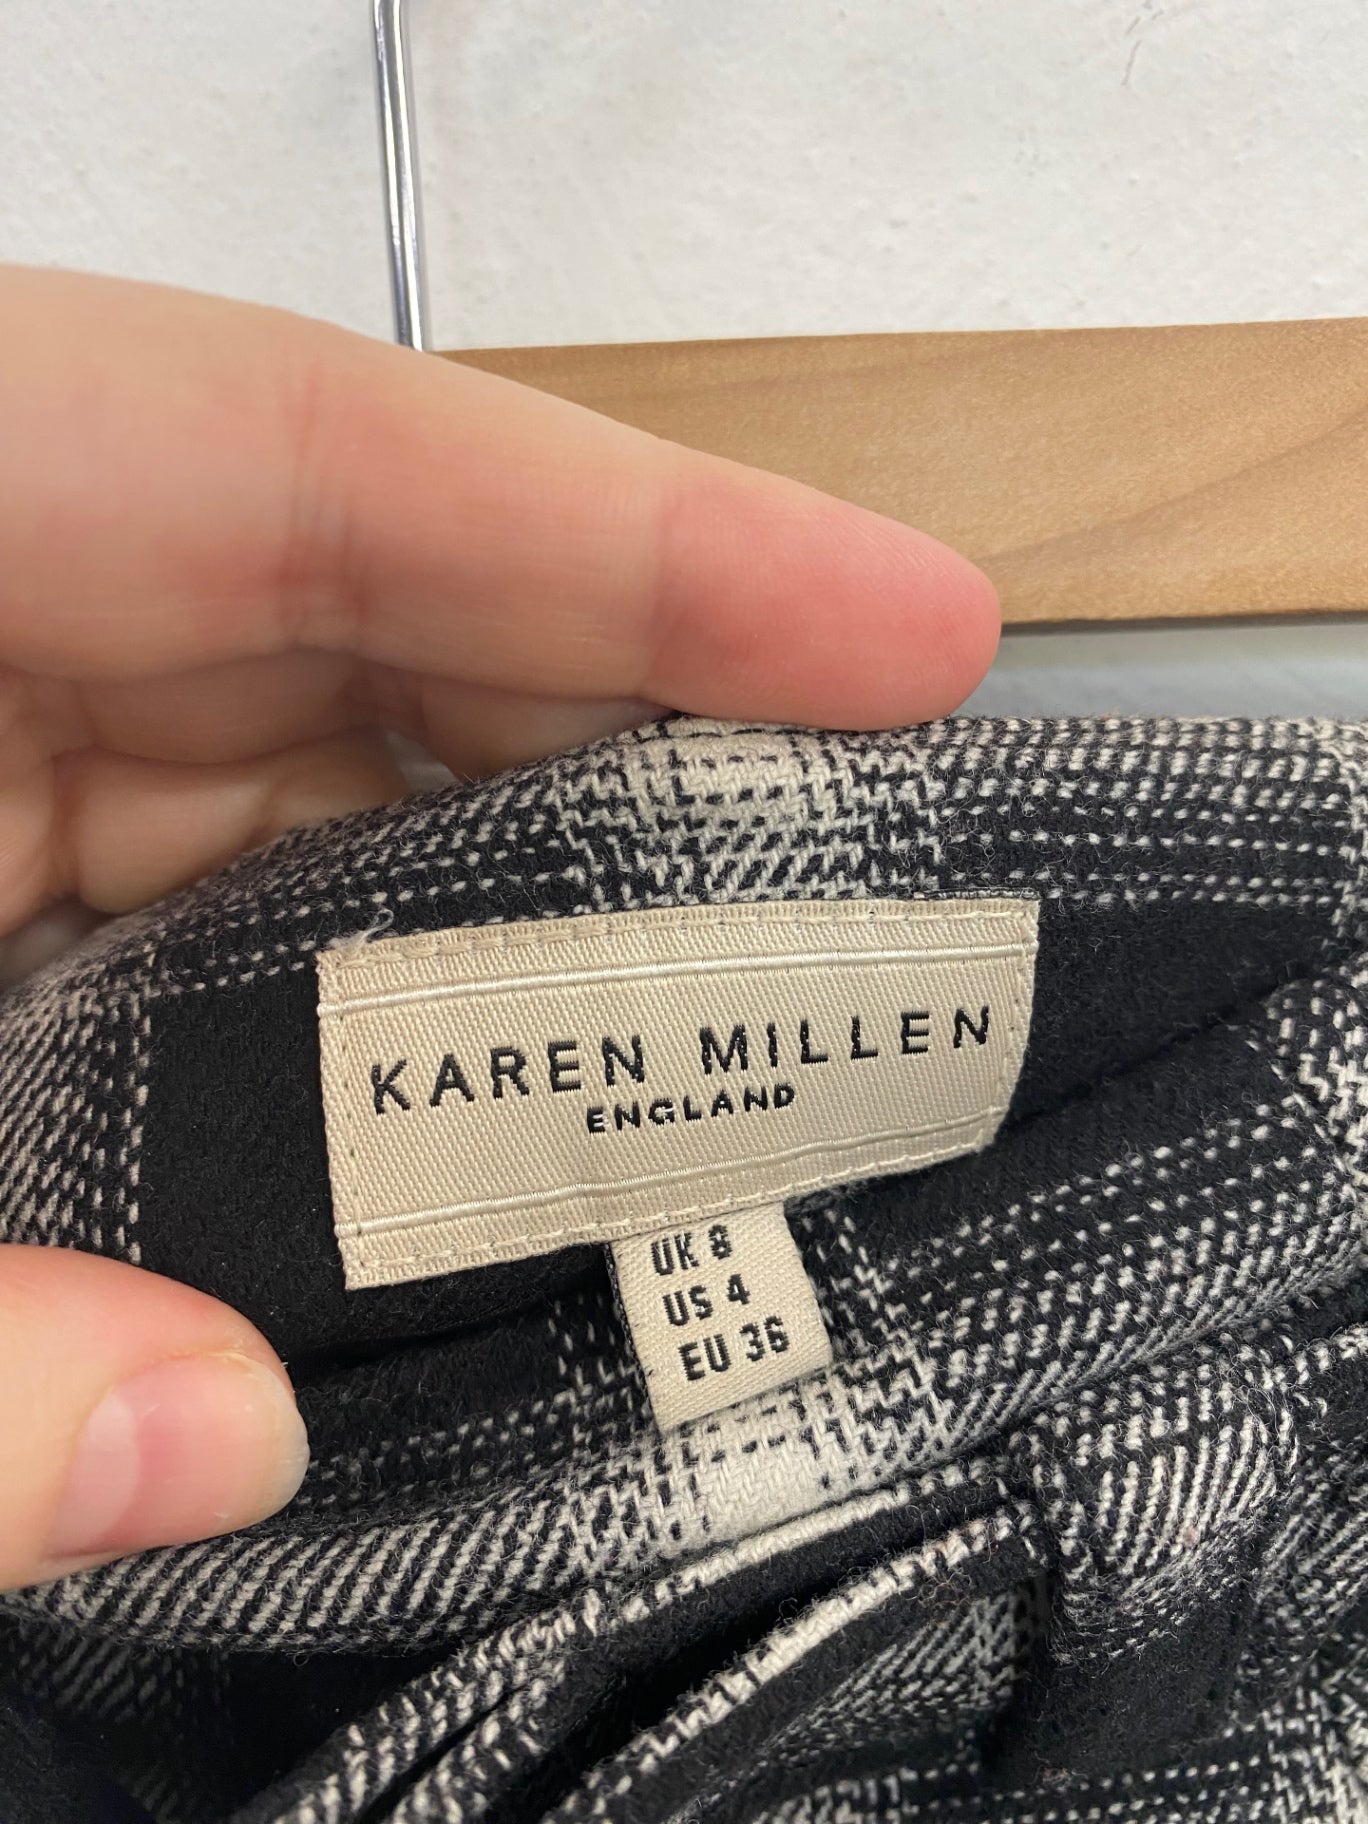 KAREN MILLEN
ENGLAND
UK 8
US 4
EU 36